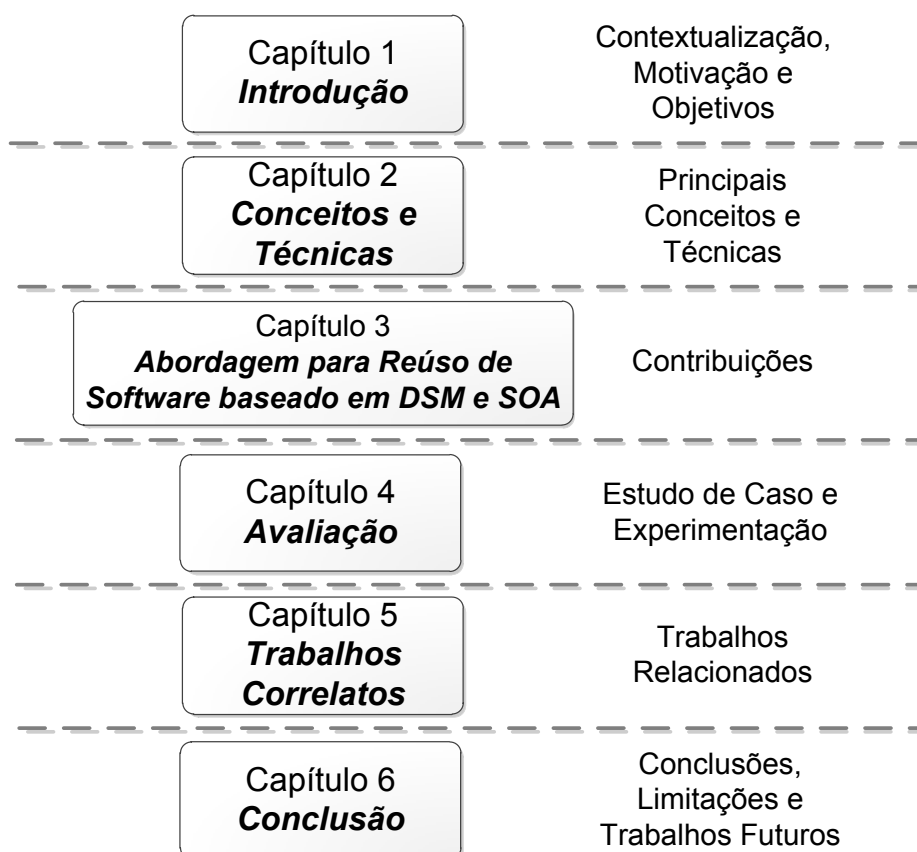 Capítulo 1
Introdução
Contextualização,
Motivação e
Objetivos
Capítulo 2
Conceitos e
Técnicas
Principais
Conceitos e
Técnicas
Capítulo 3
Abordagem para Reúso de
Software baseado em DSM e SOA
Contribuições
Capítulo 4
Avaliação
Estudo de Caso e
Experimentação
Capítulo 5
Trabalhos
Correlatos
Trabalhos
Relacionados
Capítulo 6
Conclusão
Conclusões,
Limitações e
Trabalhos Futuros